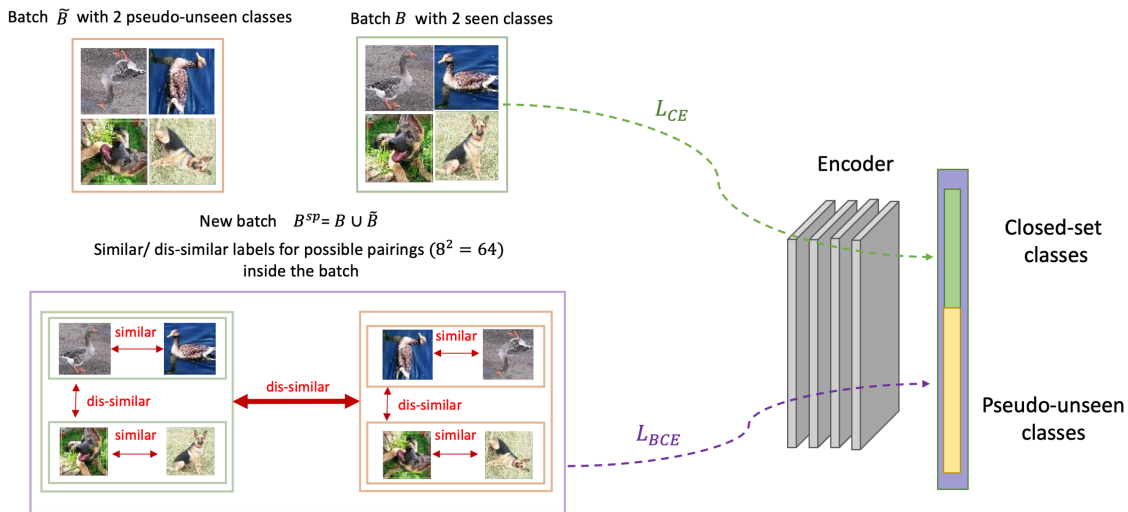 Batch B̃ with 2 pseudo-unseen classes
Batch B with 2 seen classes
L_CE
Encoder
Closed-set
classes
New batch B^sp= B ∪ B̃
Similar/ dis-similar labels for possible pairings (8² = 64)
inside the batch
similar
similar
dis-similar
dis-similar
dis-similar
similar
similar
L_BCE
Pseudo-unseen
classes